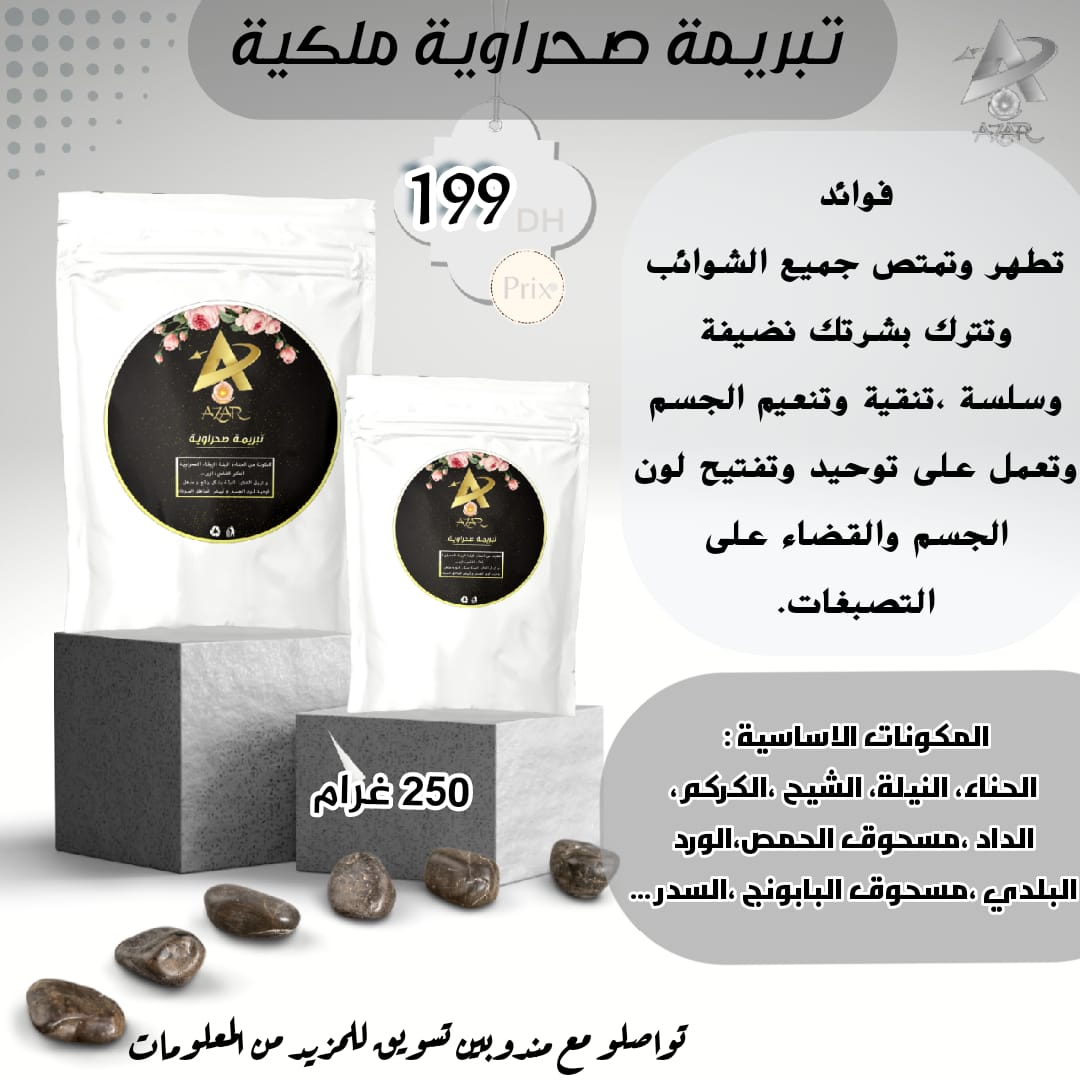 تبريمة صحراوية ملكية
AZAR
199 DH
Prix
فوائد
تطهر وتمتص جميع الشوائب
وتترك بشرتك نضيفة
وسلسة ،تنقية وتنعيم الجسم
وتعمل على توحيد وتفتيح لون
الجسم والقضاء على
التصبغات.
AZAR
تبريمة صحراوية
AZAR
تبريمة صحراوية
250 غرام
المكونات الاساسية :
الحناء، النيلة، الشيح ،الكركم،
الداد ،مسحوق الحمص،الورد
البلدي ،مسحوق البابونج ،السدر...
تواصلو مع مندوبين تسويق للمزيد من المعلومات